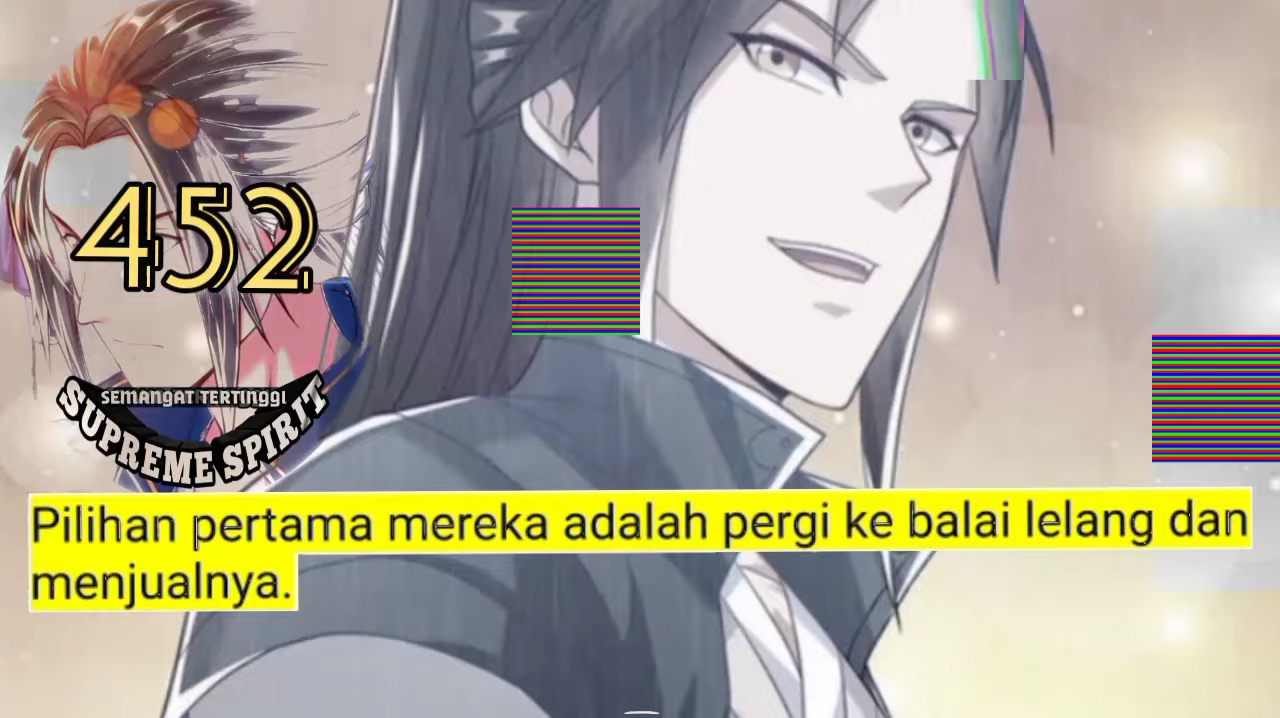 452
SEMANGAT TERTINGGI
SUPREME SPIRIT
Pilihan pertama mereka adalah pergi ke balai lelang dan
menjualnya.